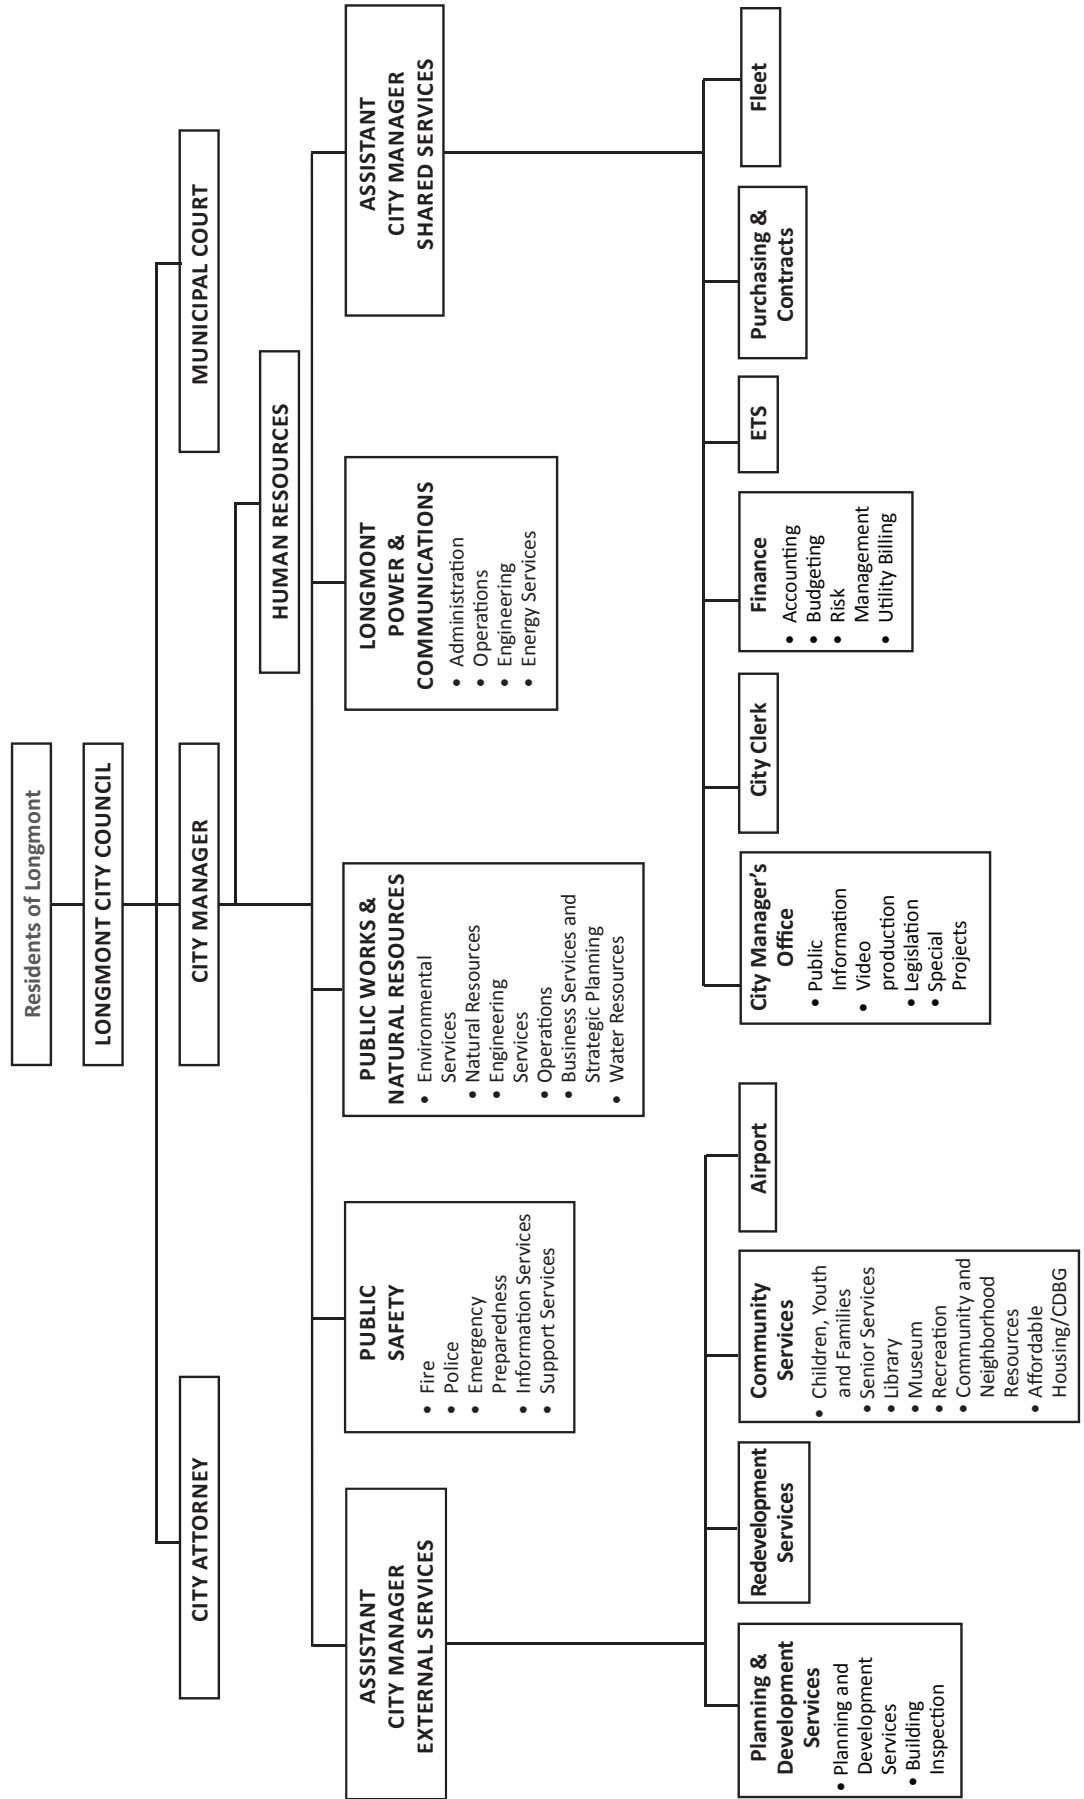 Residents of Longmont
LONGMONT CITY COUNCIL
CITY ATTORNEY
CITY MANAGER
MUNICIPAL COURT
HUMAN RESOURCES
ASSISTANT
CITY MANAGER
EXTERNAL SERVICES
PUBLIC
SAFETY
• Fire
• Police
• Emergency
Preparedness
• Information Services
• Support Services
PUBLIC WORKS &
NATURAL RESOURCES
• Environmental
Services
• Natural Resources
• Engineering
Services
• Operations
• Business Services and
Strategic Planning
• Water Resources
LONGMONT
POWER &
COMMUNICATIONS
• Administration
• Operations
• Engineering
• Energy Services
ASSISTANT
CITY MANAGER
SHARED SERVICES
Planning &
Development
Services
• Planning and
Development
Services
• Building
Inspection
Redevelopment
Services
Community
Services
• Children, Youth
and Families
• Senior Services
• Library
• Museum
• Recreation
• Community and
Neighborhood
Resources
• Affordable
Housing/CDBG
Airport
City Manager's
Office
• Public
Information
• Video
production
• Legislation
• Special
Projects
City Clerk
Finance
• Accounting
• Budgeting
• Risk
Management
• Utility Billing
ETS
Purchasing &
Contracts
Fleet